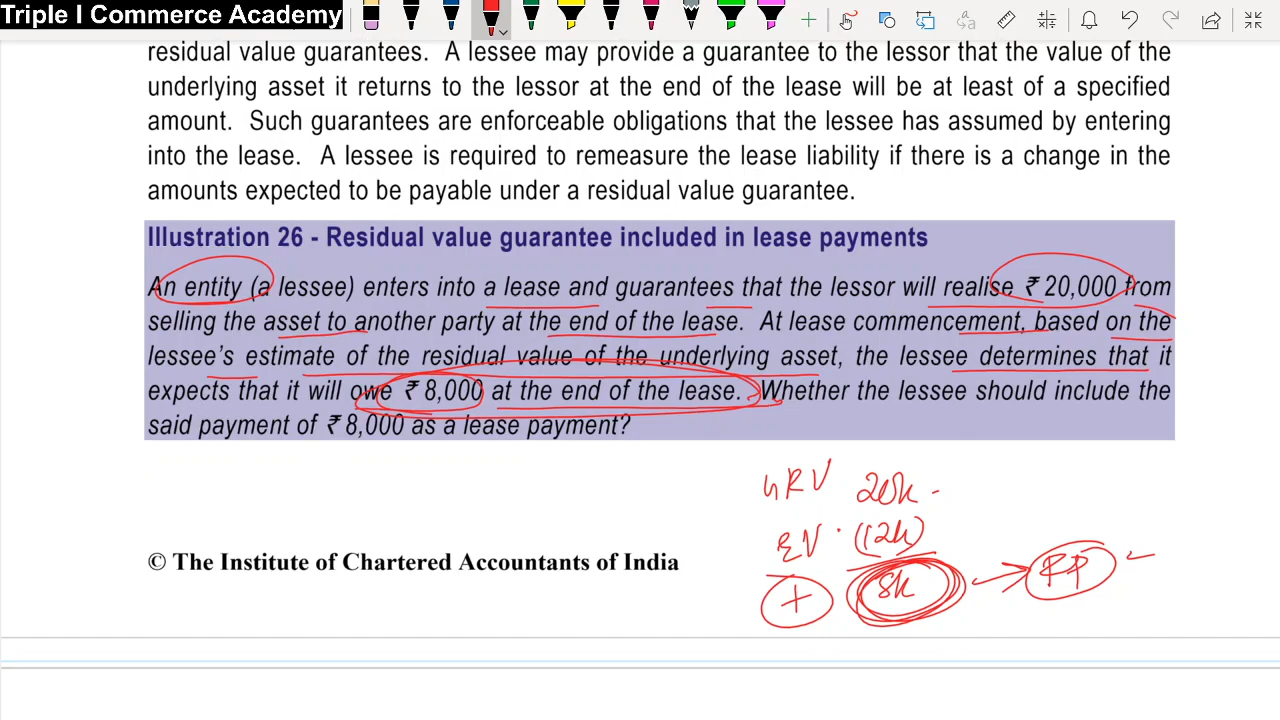 Triple I Commerce Academy
residual value guarantees. A lessee may provide a guarantee to the lessor that the value of the
underlying asset it returns to the lessor at the end of the lease will be at least of a specified
amount. Such guarantees are enforceable obligations that the lessee has assumed by entering
into the lease. A lessee is required to remeasure the lease liability if there is a change in the
amounts expected to be payable under a residual value guarantee.
Illustration 26 - Residual value guarantee included in lease payments
An entity (a lessee) enters into a lease and guarantees that the lessor will realise ₹ 20,000 from
selling the asset to another party at the end of the lease. At lease commencement, based on the
lessee's estimate of the residual value of the underlying asset, the lessee determines that it
expects that it will owe ₹ 8,000 at the end of the lease. Whether the lessee should include the
said payment of ₹ 8,000 as a lease payment?
GRV 20k -
EV (12k)
+ 8k →
© The Institute of Chartered Accountants of India